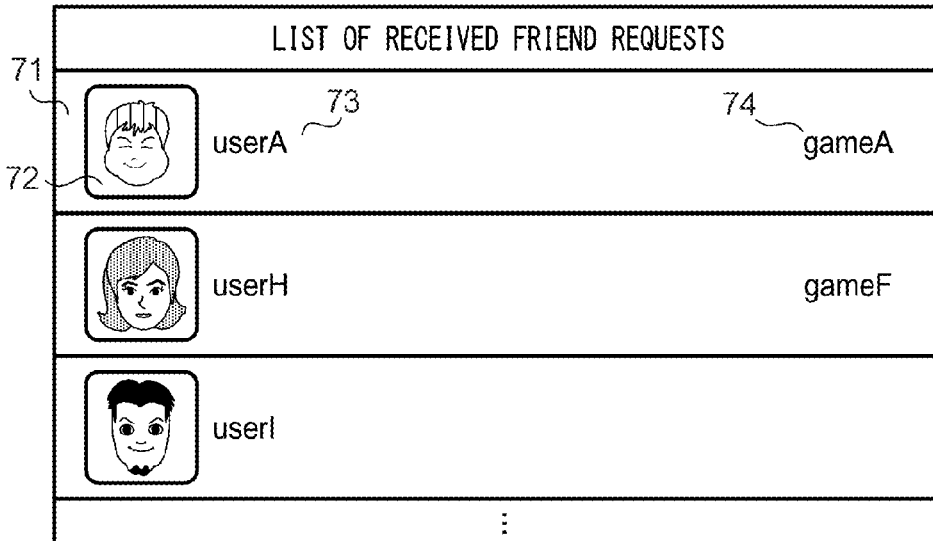 LIST OF RECEIVED FRIEND REQUESTS
71
73
74
userA
gameA
72
userH
gameF
userI
⋮